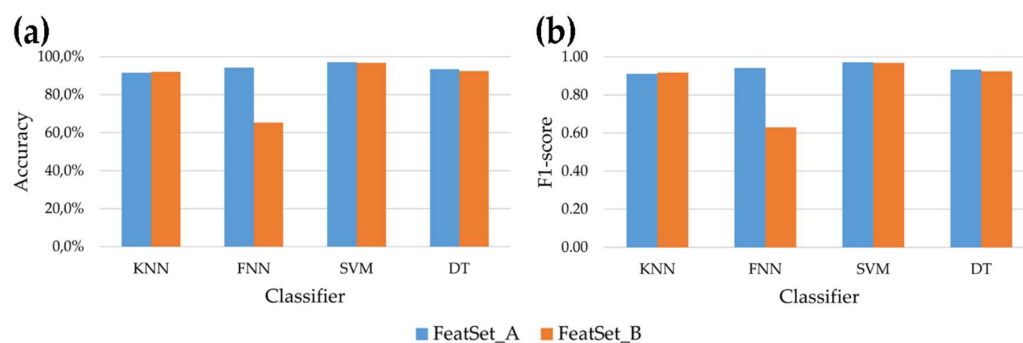 (a)
Accuracy
100,0%
80,0%
60,0%
40,0%
20,0%
0,0%
KNN FNN SVM DT
Classifier
(b)
F1-score
1.00
0.80
0.60
0.40
0.20
0.00
KNN FNN SVM DT
Classifier
FeatSet_A FeatSet_B